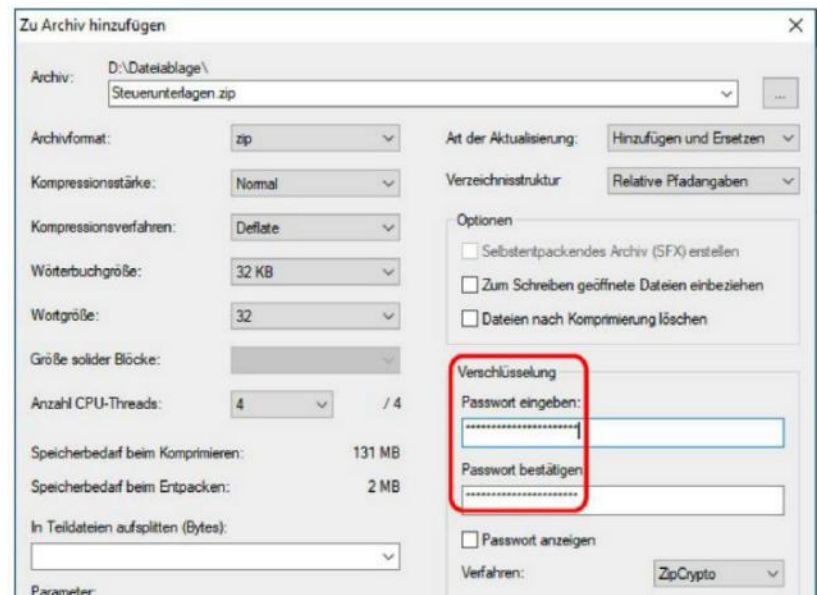 Zu Archiv hinzufügen
Archiv:
D:\Dateiablage\
Steuerunterlagen.zip
...
Archivformat:
zip
Kompressionsstärke:
Normal
Kompressionsverfahren:
Deflate
Wörterbuchgröße:
32 KB
Wortgröße:
32
Größe solider Blöcke:
Anzahl CPU-Threads:
4
/ 4
Speicherbedarf beim Komprimieren:
131 MB
Speicherbedarf beim Entpacken:
2 MB
In Teildateien aufsplitten (Bytes):
Parameter:
Art der Aktualisierung:
Hinzufügen und Ersetzen
Verzeichnisstruktur
Relative Pfadangaben
Optionen
Selbstentpackendes Archiv (SFX) erstellen
Zum Schreiben geöffnete Dateien einbeziehen
Dateien nach Komprimierung löschen
Verschlüsselung
Passwort eingeben:
Passwort bestätigen
Passwort anzeigen
Verfahren:
ZipCrypto